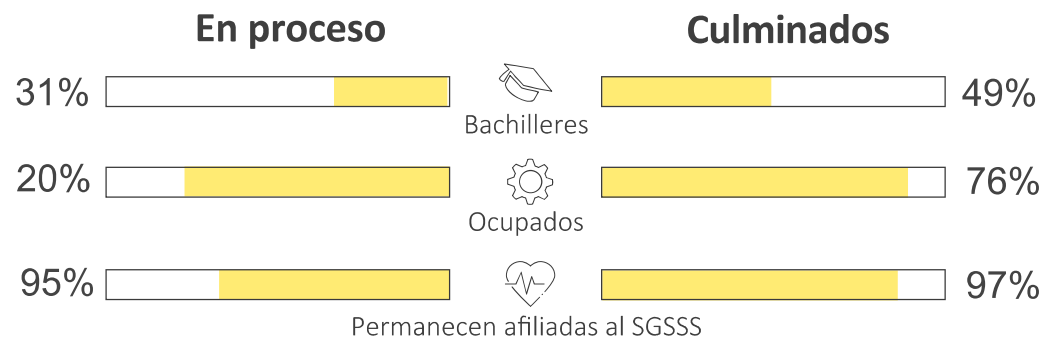 En proceso Culminados
31% 49%
Bachilleres
20% 76%
Ocupados
95% 97%
Permanecen afiliadas al SGSSS